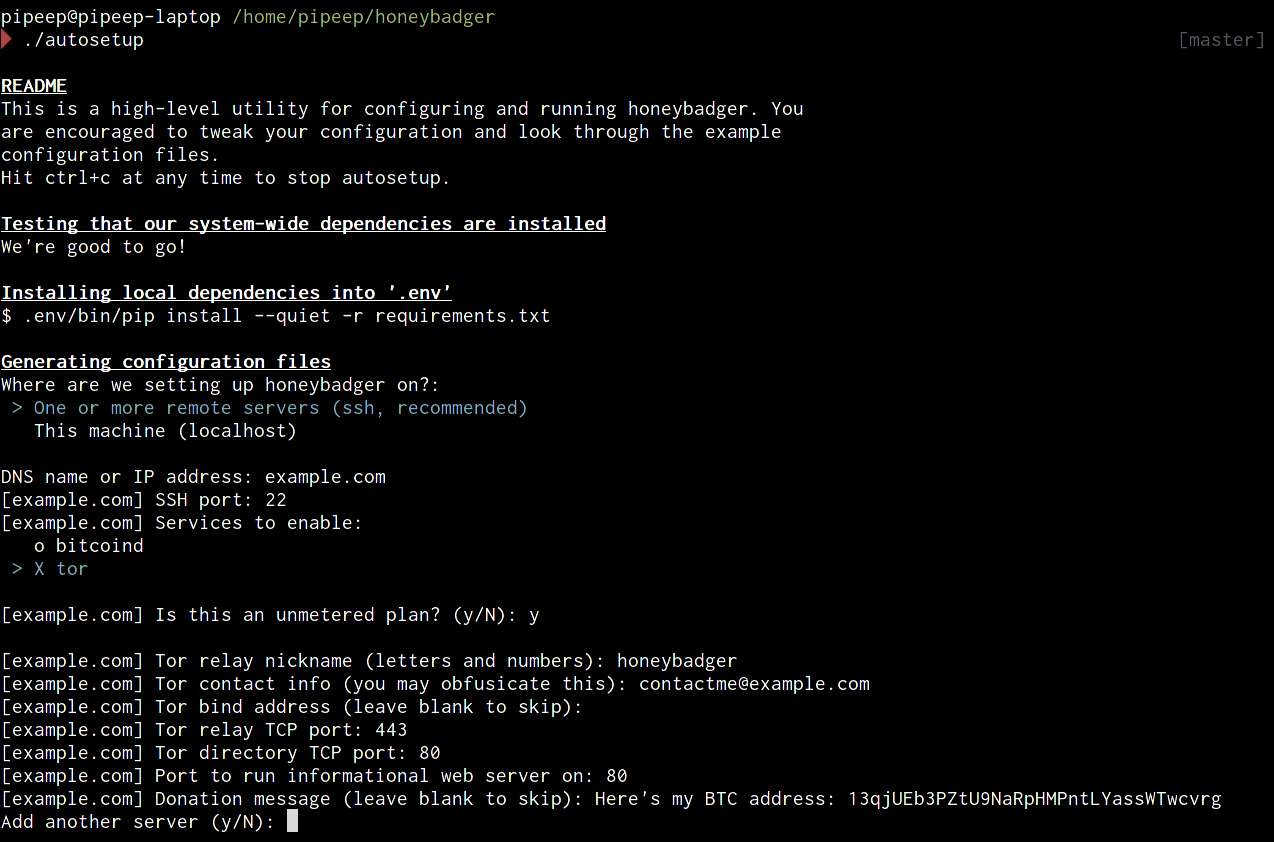 pipeep@pipeep-laptop /home/pipeep/honeybadger
./autosetup [master]
README
This is a high-level utility for configuring and running honeybadger. You
are encouraged to tweak your configuration and look through the example
configuration files.
Hit ctrl+c at any time to stop autosetup.
Testing that our system-wide dependencies are installed
We're good to go!
Installing local dependencies into '.env'
$ .env/bin/pip install --quiet -r requirements.txt
Generating configuration files
Where are we setting up honeybadger on?:
> One or more remote servers (ssh, recommended)
This machine (localhost)
DNS name or IP address: example.com
[example.com] SSH port: 22
[example.com] Services to enable:
o bitcoind
> X tor
[example.com] Is this an unmetered plan? (y/N): y
[example.com] Tor relay nickname (letters and numbers): honeybadger
[example.com] Tor contact info (you may obfusicate this): contactme@example.com
[example.com] Tor bind address (leave blank to skip):
[example.com] Tor relay TCP port: 443
[example.com] Tor directory TCP port: 80
[example.com] Port to run informational web server on: 80
[example.com] Donation message (leave blank to skip): Here's my BTC address: 13qjUEb3PZtU9NaRpHMPntLYassWTwcvrg
Add another server (y/N):